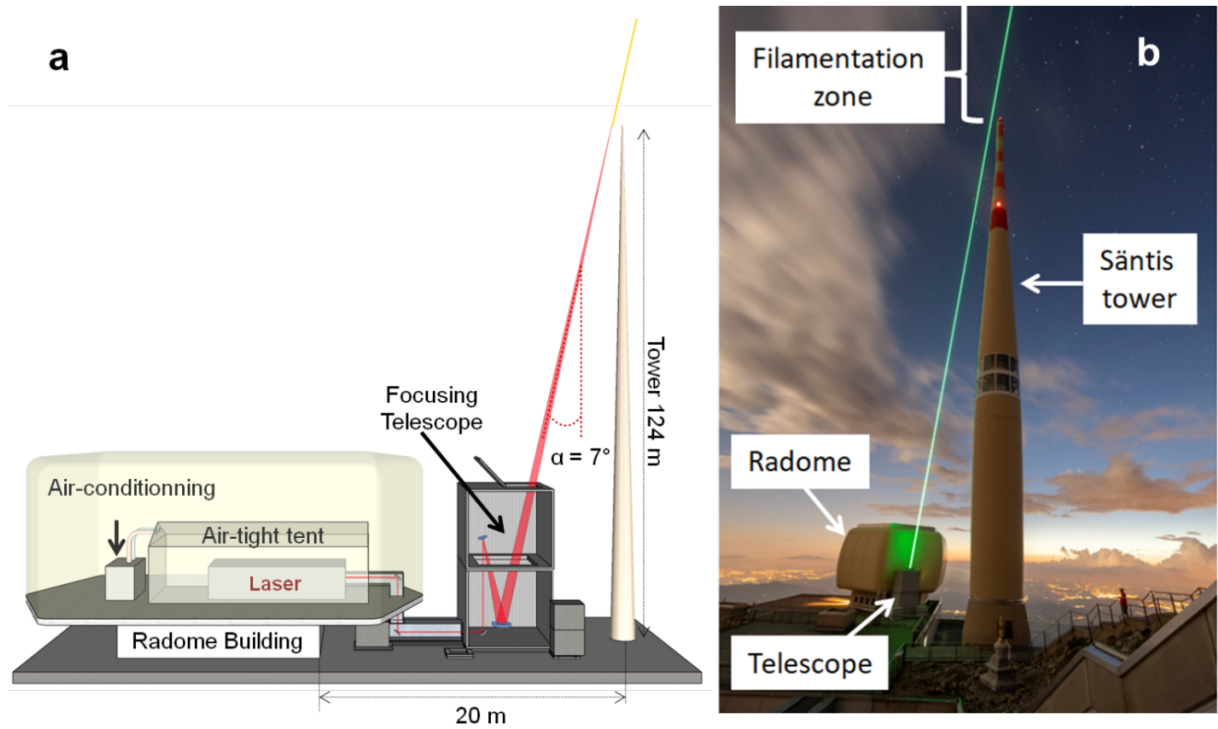 a
Focusing
Telescope
α = 7°
Tower 124 m
Air-conditionning
Air-tight tent
Laser
Radome Building
20 m
b
Filamentation
zone
Säntis
tower
Radome
Telescope